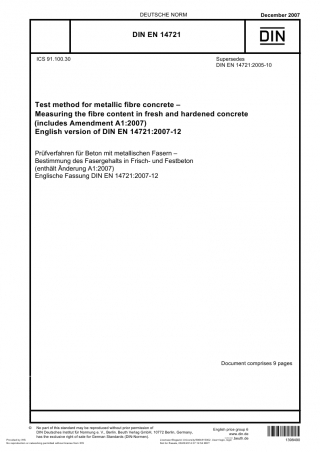 DEUTSCHE NORM
December 2007
DIN EN 14721
DIN
ICS 91.100.30
Supersedes
DIN EN 14721:2005-10
Test method for metallic fibre concrete –
Measuring the fibre content in fresh and hardened concrete
(includes Amendment A1:2007)
English version of DIN EN 14721:2007-12
Prüfverfahren für Beton mit metallischen Fasern –
Bestimmung des Fasergehalts in Frisch- und Festbeton
(enthält Änderung A1:2007)
Englische Fassung DIN EN 14721:2007-12
Document comprises 9 pages
© No part of this standard may be reproduced without prior permission of
DIN Deutsches Institut für Normung e. V., Berlin. Beuth Verlag GmbH, 10772 Berlin, Germany,
has the exclusive right of sale for German Standards (DIN-Normen).
English price group 8
www.din.de
www.beuth.de